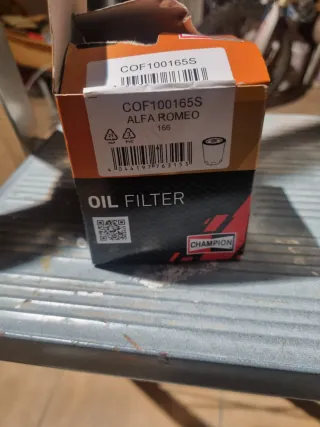 COF100165S
COF100165S
ALFA ROMEO
166
OIL FILTER
CHAMPION